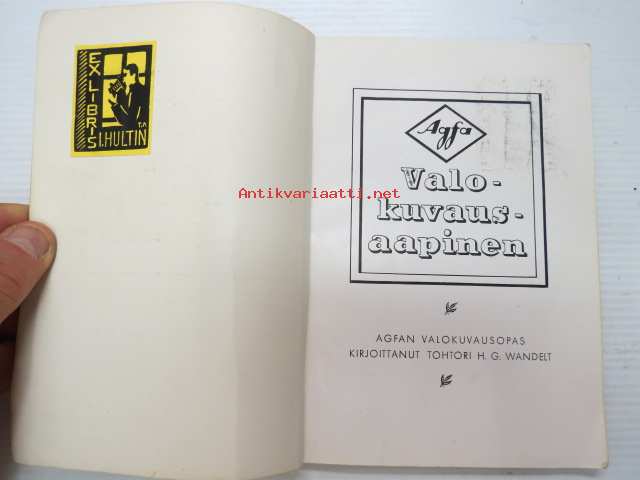 EX LIBRIS
I. HULTIN
Antikvariaatti.net
Agfa
Valo-
kuvaus-
aapinen
AGFAN VALOKUVAUSOPAS
KIRJOITTANUT TOHTORI H. G. WANDELT